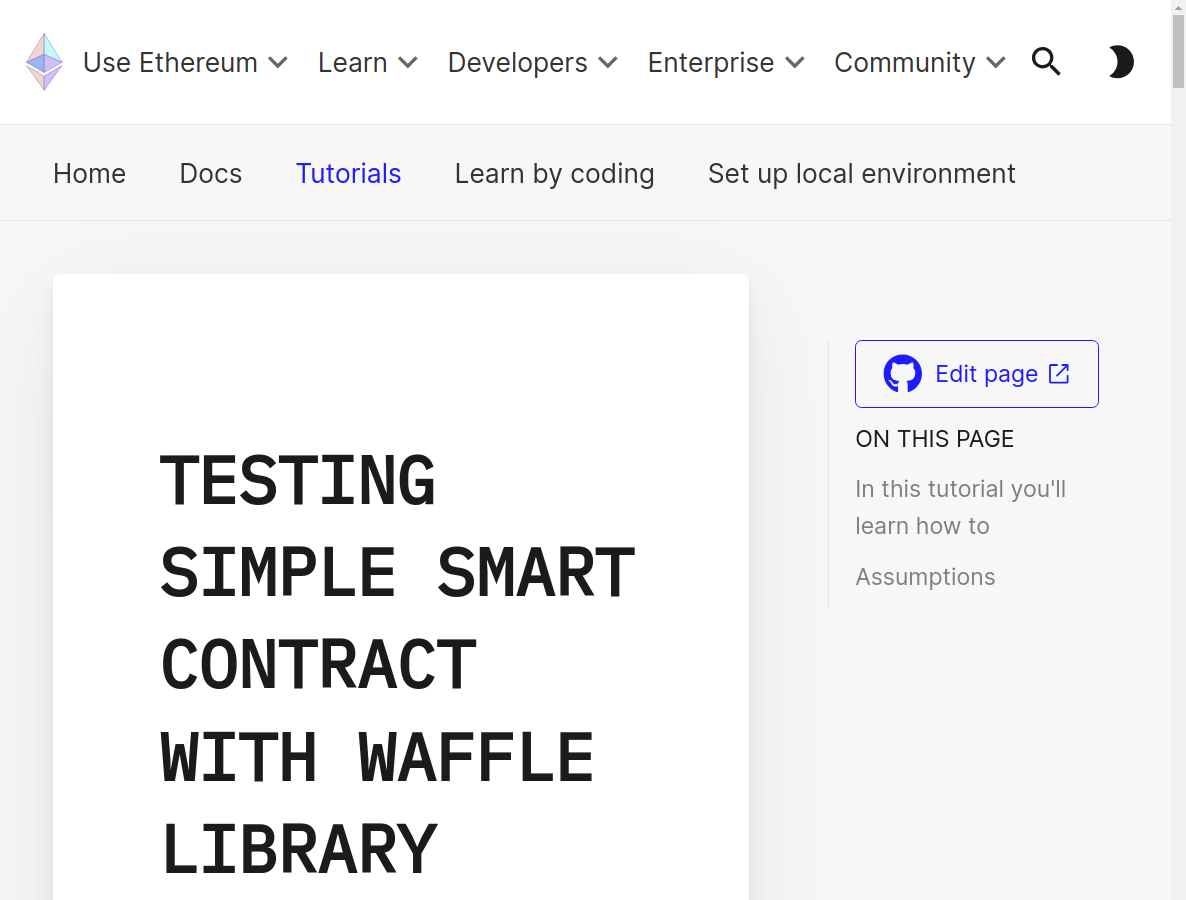 Use Ethereum Learn Developers Enterprise Community
Home Docs Tutorials Learn by coding Set up local environment
TESTING
SIMPLE SMART
CONTRACT
WITH WAFFLE
LIBRARY
Edit page
ON THIS PAGE
In this tutorial you'll
learn how to
Assumptions